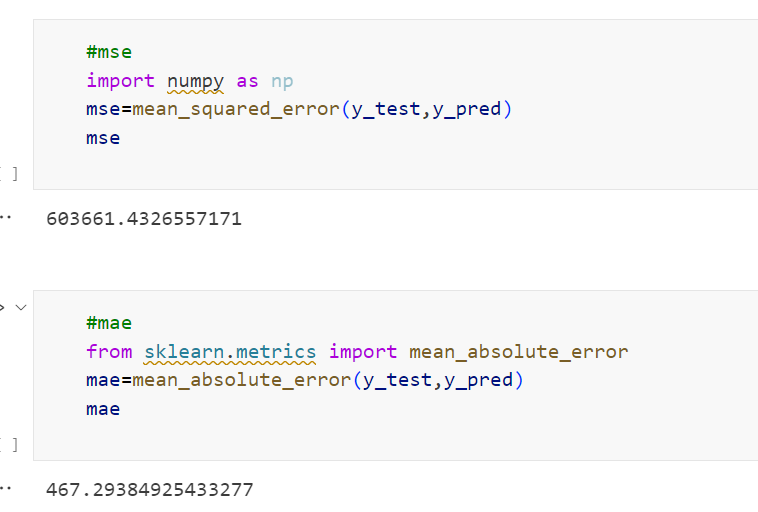 #mse
import numpy as np
mse=mean_squared_error(y_test,y_pred)
mse
[ ]
603661.4326557171
#mae
from sklearn.metrics import mean_absolute_error
mae=mean_absolute_error(y_test,y_pred)
mae
[ ]
467.29384925433277